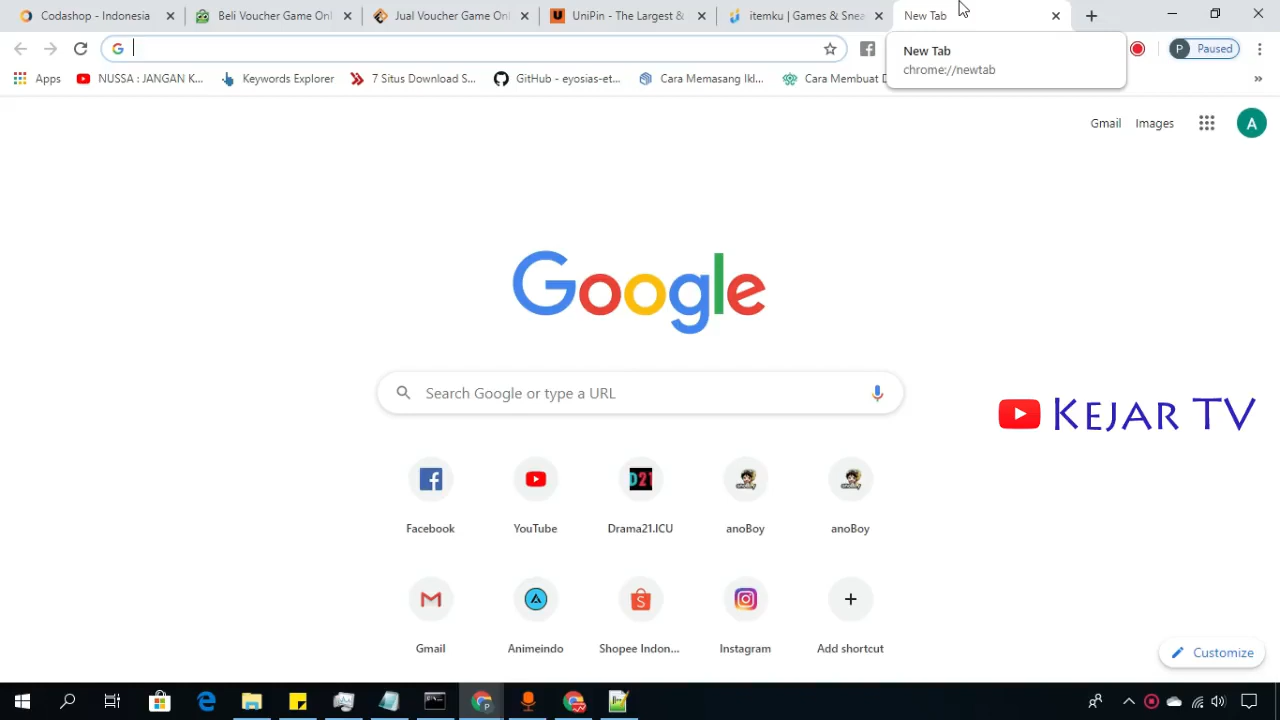 Codashop - Indonesia
Beli Voucher Game Onl
Jual Voucher Game Onl
UniPin - The Largest &
itemku | Games & Snea
New Tab
New Tab
chrome://newtab
P Paused
Apps
NUSSA : JANGAN K...
Keywords Explorer
7 Situs Download S...
GitHub - eyosias-et...
Cara Memasang Ikl...
Cara Membuat D
»
Gmail
Images
A
Google
Search Google or type a URL
KEJAR TV
Facebook
YouTube
Drama21.ICU
anoBoy
anoBoy
Gmail
Animeindo
Shopee Indon...
Instagram
Add shortcut
Customize